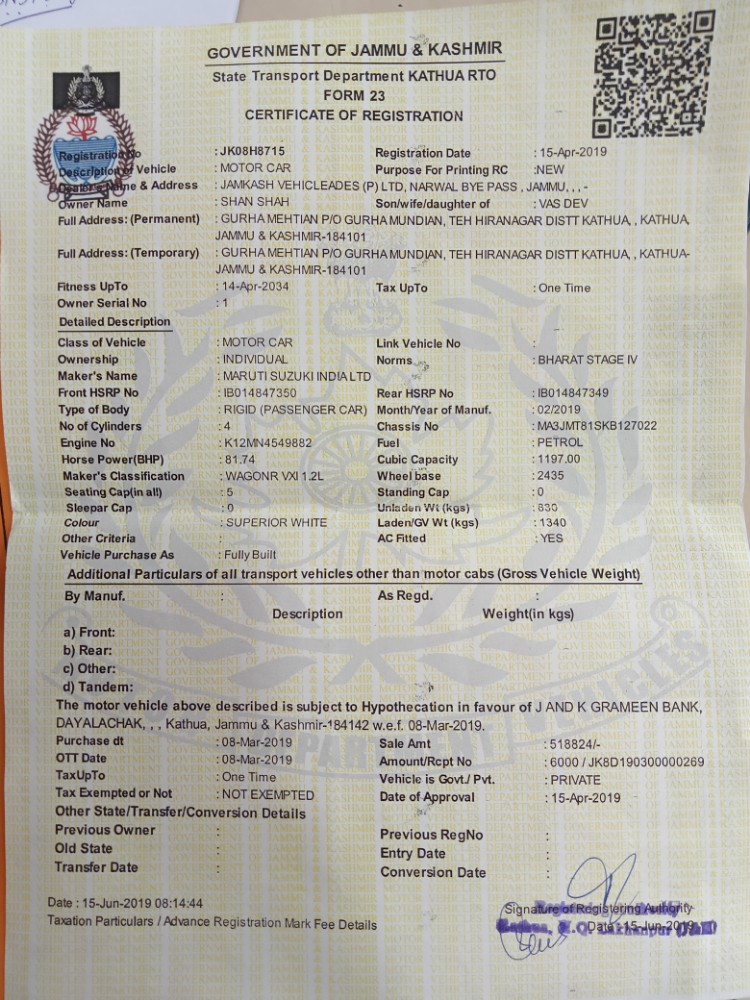 GOVERNMENT OF JAMMU & KASHMIR
State Transport Department KATHUA RTO
FORM 23
CERTIFICATE OF REGISTRATION
Registration No : JK08H8715 Registration Date : 15-Apr-2019
Description of Vehicle : MOTOR CAR Purpose For Printing RC :NEW
Dealer's Name & Address : JAMKASH VEHICLEADES (P) LTD, NARWAL BYE PASS , JAMMU, , , -
Owner Name : SHAN SHAH Son/wife/daughter of : VAS DEV
Full Address: (Permanent) : GURHA MEHTIAN P/O GURHA MUNDIAN, TEH HIRANAGAR DISTT KATHUA, , KATHUA,
JAMMU & KASHMIR-184101
Full Address: (Temporary) : GURHA MEHTIAN P/O GURHA MUNDIAN, TEH HIRANAGAR DISTT KATHUA, , KATHUA-
JAMMU & KASHMIR-184101
Fitness UpTo : 14-Apr-2034 Tax UpTo : One Time
Owner Serial No : 1
Detailed Description
Class of Vehicle : MOTOR CAR Link Vehicle No :
Ownership : INDIVIDUAL Norms : BHARAT STAGE IV
Maker's Name : MARUTI SUZUKI INDIA LTD
Front HSRP No : IB014847350 Rear HSRP No : IB014847349
Type of Body : RIGID (PASSENGER CAR) Month/Year of Manuf. : 02/2019
No of Cylinders : 4 Chassis No : MA3JMT81SKB127022
Engine No : K12MN4549882 Fuel : PETROL
Horse Power(BHP) : 81.74 Cubic Capacity : 1197.00
Maker's Classification : WAGONR VXI 1.2L Wheel base : 2435
Seating Cap(in all) : 5 Standing Cap : 0
Sleepar Cap : 0 Unladen Wt (kgs) : 830
Colour : SUPERIOR WHITE Laden/GV Wt (kgs) : 1340
Other Criteria : AC Fitted : YES
Vehicle Purchase As : Fully Built
Additional Particulars of all transport vehicles other than motor cabs (Gross Vehicle Weight)
By Manuf. : As Regd. :
Description Weight(in kgs)
a) Front:
b) Rear:
c) Other:
d) Tandem:
The motor vehicle above described is subject to Hypothecation in favour of J AND K GRAMEEN BANK,
DAYALACHAK, , , Kathua, Jammu & Kashmir-184142 w.e.f. 08-Mar-2019.
Purchase dt : 08-Mar-2019 Sale Amt : 518824/-
OTT Date : 08-Mar-2019 Amount/Rcpt No : 6000 / JK8D190300000269
TaxUpTo : One Time Vehicle is Govt./ Pvt. : PRIVATE
Tax Exempted or Not : NOT EXEMPTED Date of Approval : 15-Apr-2019
Other State/Transfer/Conversion Details
Previous Owner : Previous RegNo :
Old State : Entry Date :
Transfer Date : Conversion Date :
Date : 15-Jun-2019 08:14:44
Signature of Registering Authority
Taxation Particulars / Advance Registration Mark Fee Details
Date : 15-Jun-2019